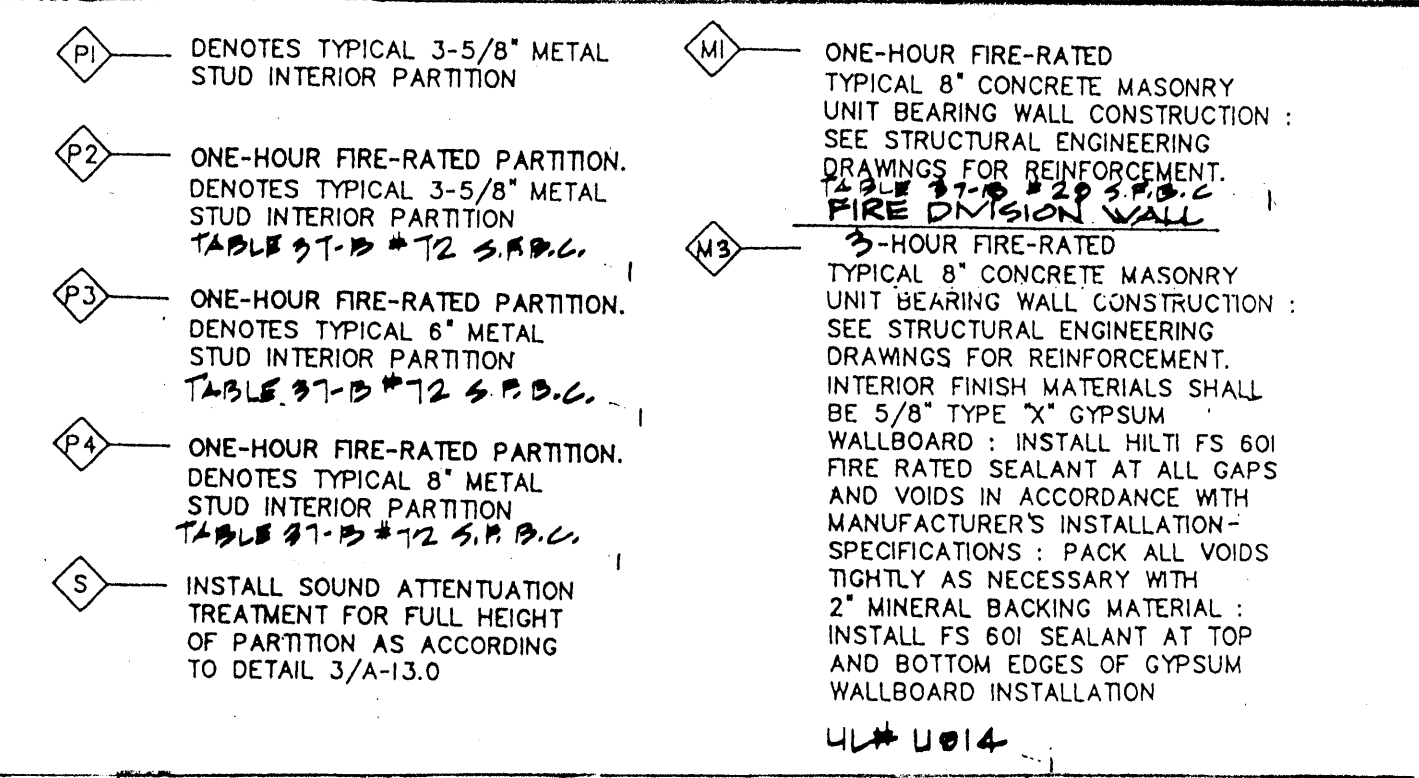 P1
DENOTES TYPICAL 3-5/8" METAL
STUD INTERIOR PARTITION
P2
ONE-HOUR FIRE-RATED PARTITION.
DENOTES TYPICAL 3-5/8" METAL
STUD INTERIOR PARTITION
TABLE 37-B #72 S.F.B.C.
P3
ONE-HOUR FIRE-RATED PARTITION.
DENOTES TYPICAL 6" METAL
STUD INTERIOR PARTITION
TABLE 37-B #72 S.F.B.C.
P4
ONE-HOUR FIRE-RATED PARTITION.
DENOTES TYPICAL 8" METAL
STUD INTERIOR PARTITION
TABLE 37-B #72 S.F.B.C.
S
INSTALL SOUND ATTENTUATION
TREATMENT FOR FULL HEIGHT
OF PARTITION AS ACCORDING
TO DETAIL 3/A-13.0
M1
ONE-HOUR FIRE-RATED
TYPICAL 8" CONCRETE MASONRY
UNIT BEARING WALL CONSTRUCTION :
SEE STRUCTURAL ENGINEERING
DRAWINGS FOR REINFORCEMENT.
TABLE 37-B S.F.B.C
FIRE DIVISION WALL
M3
3-HOUR FIRE-RATED
TYPICAL 8" CONCRETE MASONRY
UNIT BEARING WALL CONSTRUCTION :
SEE STRUCTURAL ENGINEERING
DRAWINGS FOR REINFORCEMENT.
INTERIOR FINISH MATERIALS SHALL
BE 5/8" TYPE "X" GYPSUM
WALLBOARD : INSTALL HILTI FS 601
FIRE RATED SEALANT AT ALL GAPS
AND VOIDS IN ACCORDANCE WITH
MANUFACTURER'S INSTALLATION-
SPECIFICATIONS : PACK ALL VOIDS
TIGHTLY AS NECESSARY WITH
2" MINERAL BACKING MATERIAL :
INSTALL FS 601 SEALANT AT TOP
AND BOTTOM EDGES OF GYPSUM
WALLBOARD INSTALLATION
UL#